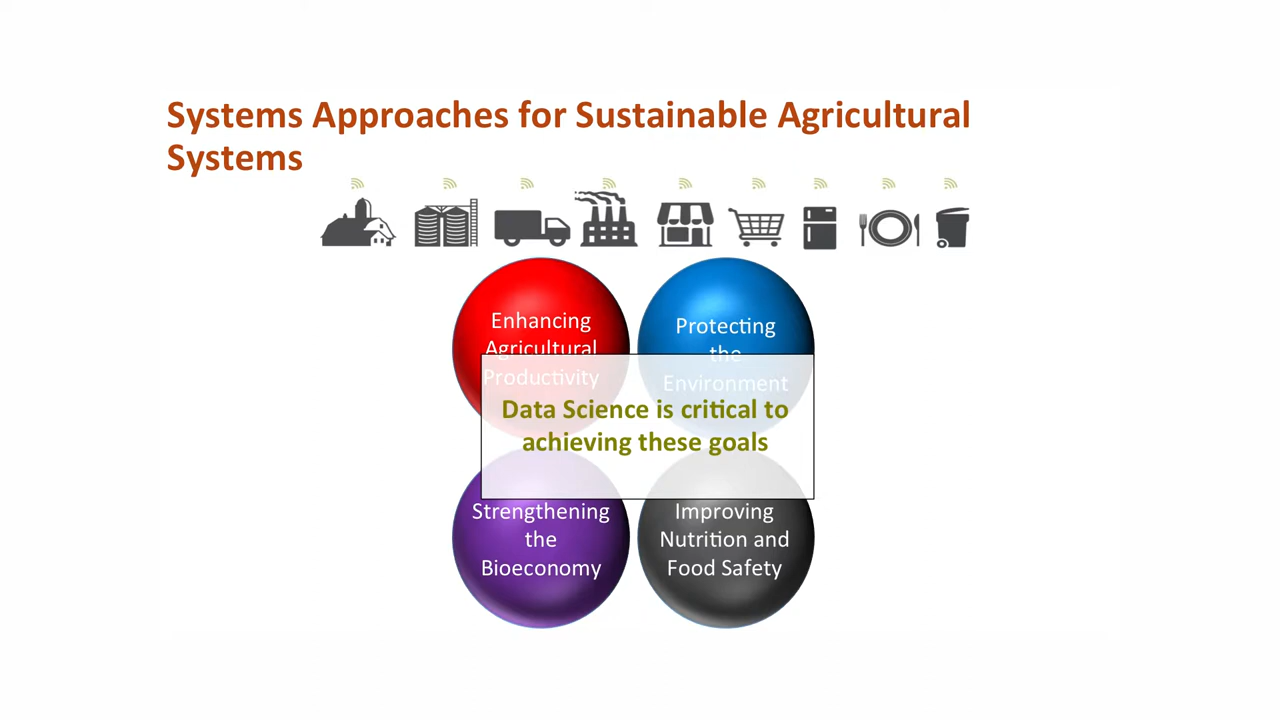 Systems Approaches for Sustainable Agricultural
Systems
Enhancing
Agricultural
Productivity
Protecting
the
Environment
Data Science is critical to
achieving these goals
Strengthening
the
Bioeconomy
Improving
Nutrition and
Food Safety